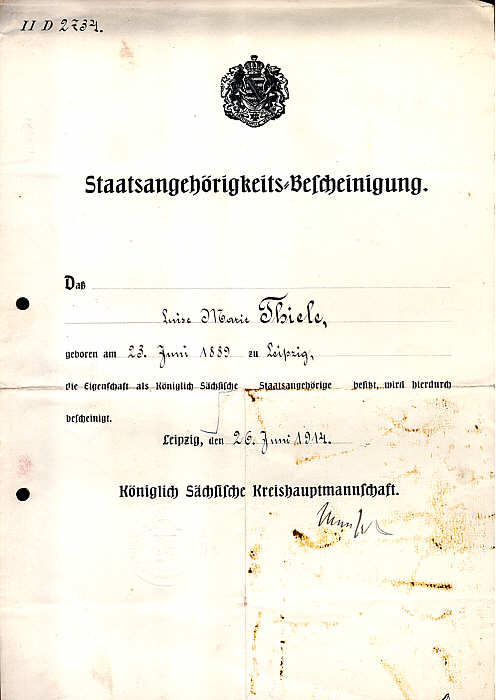 II D 2734.
Staatsangehörigkeits-Bescheinigung.
Daß
Luise Marie Thiele,
geboren am 23. Juni 1889 zu Leipzig,
die Eigenschaft als Königlich Sächsische Staatsangehörige besitzt, wird hierdurch
bescheinigt.
Leipzig, den 26. Juni 1914.
Königlich Sächsische Kreishauptmannschaft.